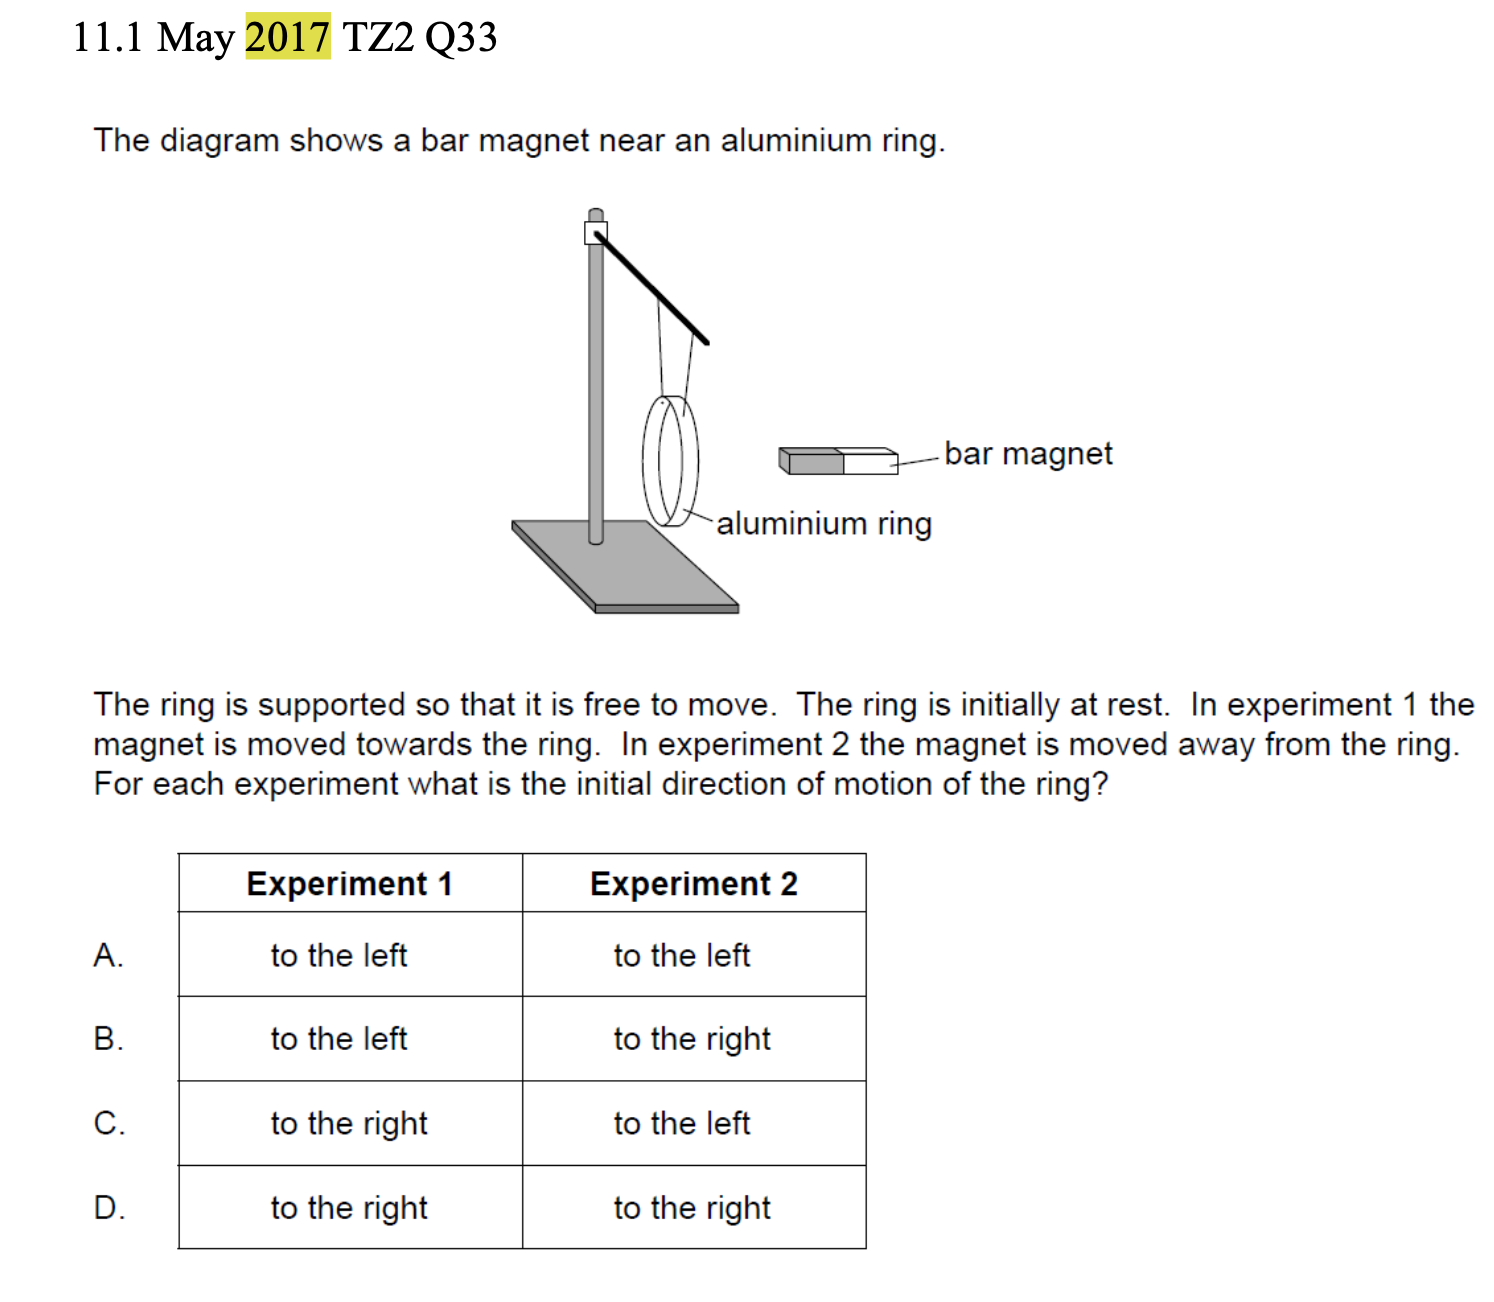 11.1 May 2017 TZ2 Q33
The diagram shows a bar magnet near an aluminium ring.
bar magnet
aluminium ring
The ring is supported so that it is free to move. The ring is initially at rest. In experiment 1 the
magnet is moved towards the ring. In experiment 2 the magnet is moved away from the ring.
For each experiment what is the initial direction of motion of the ring?
Experiment 1 Experiment 2
A. to the left to the left
B. to the left to the right
C. to the right to the left
D. to the right to the right